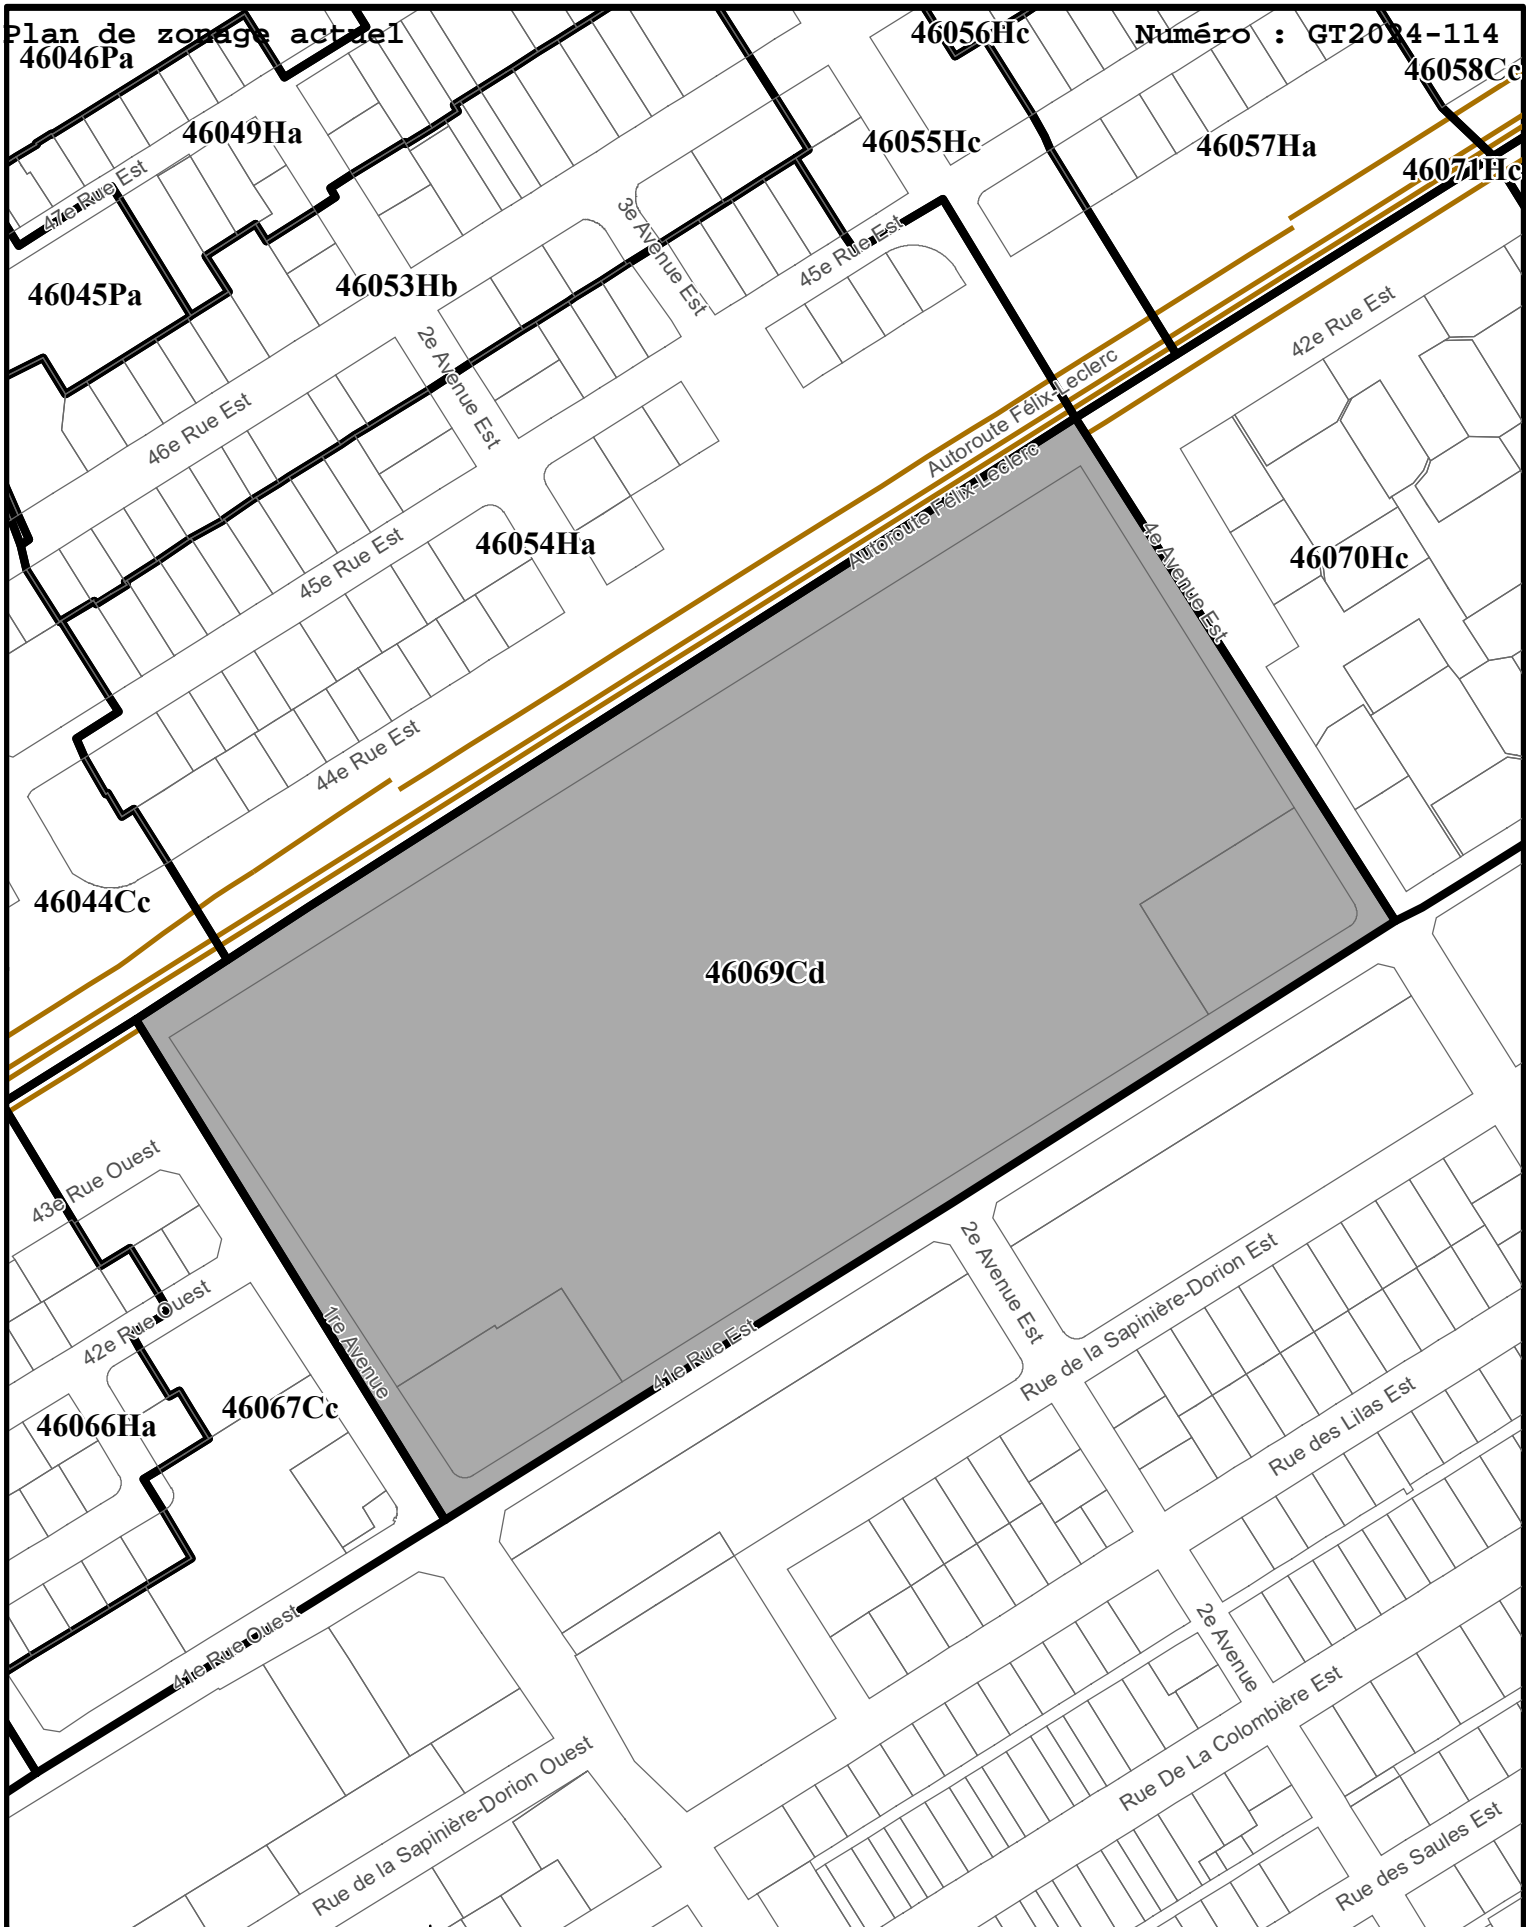 Plan de zonage actuel
Numéro : GT2024-114
46046Pa
46056Hc
46058Cc
46049Ha
46055Hc
46057Ha
46071Hc
47e Rue Est
3e Avenue Est
45e Rue Est
46045Pa
46053Hb
42e Rue Est
2e Avenue Est
46e Rue Est
Autoroute Félix-Leclerc
Autoroute Félix-Leclerc
45e Rue Est
46054Ha
4e Avenue Est
46070Hc
44e Rue Est
46044Cc
46069Cd
43e Rue Ouest
2e Avenue Est
Rue de la Sapinière-Dorion Est
42e Rue Ouest
1re Avenue
41e Rue Est
46066Ha
46067Cc
Rue des Lilas Est
41e Rue Ouest
2e Avenue
Rue De La Colombière Est
Rue de la Sapinière-Dorion Ouest
Rue des Saules Est